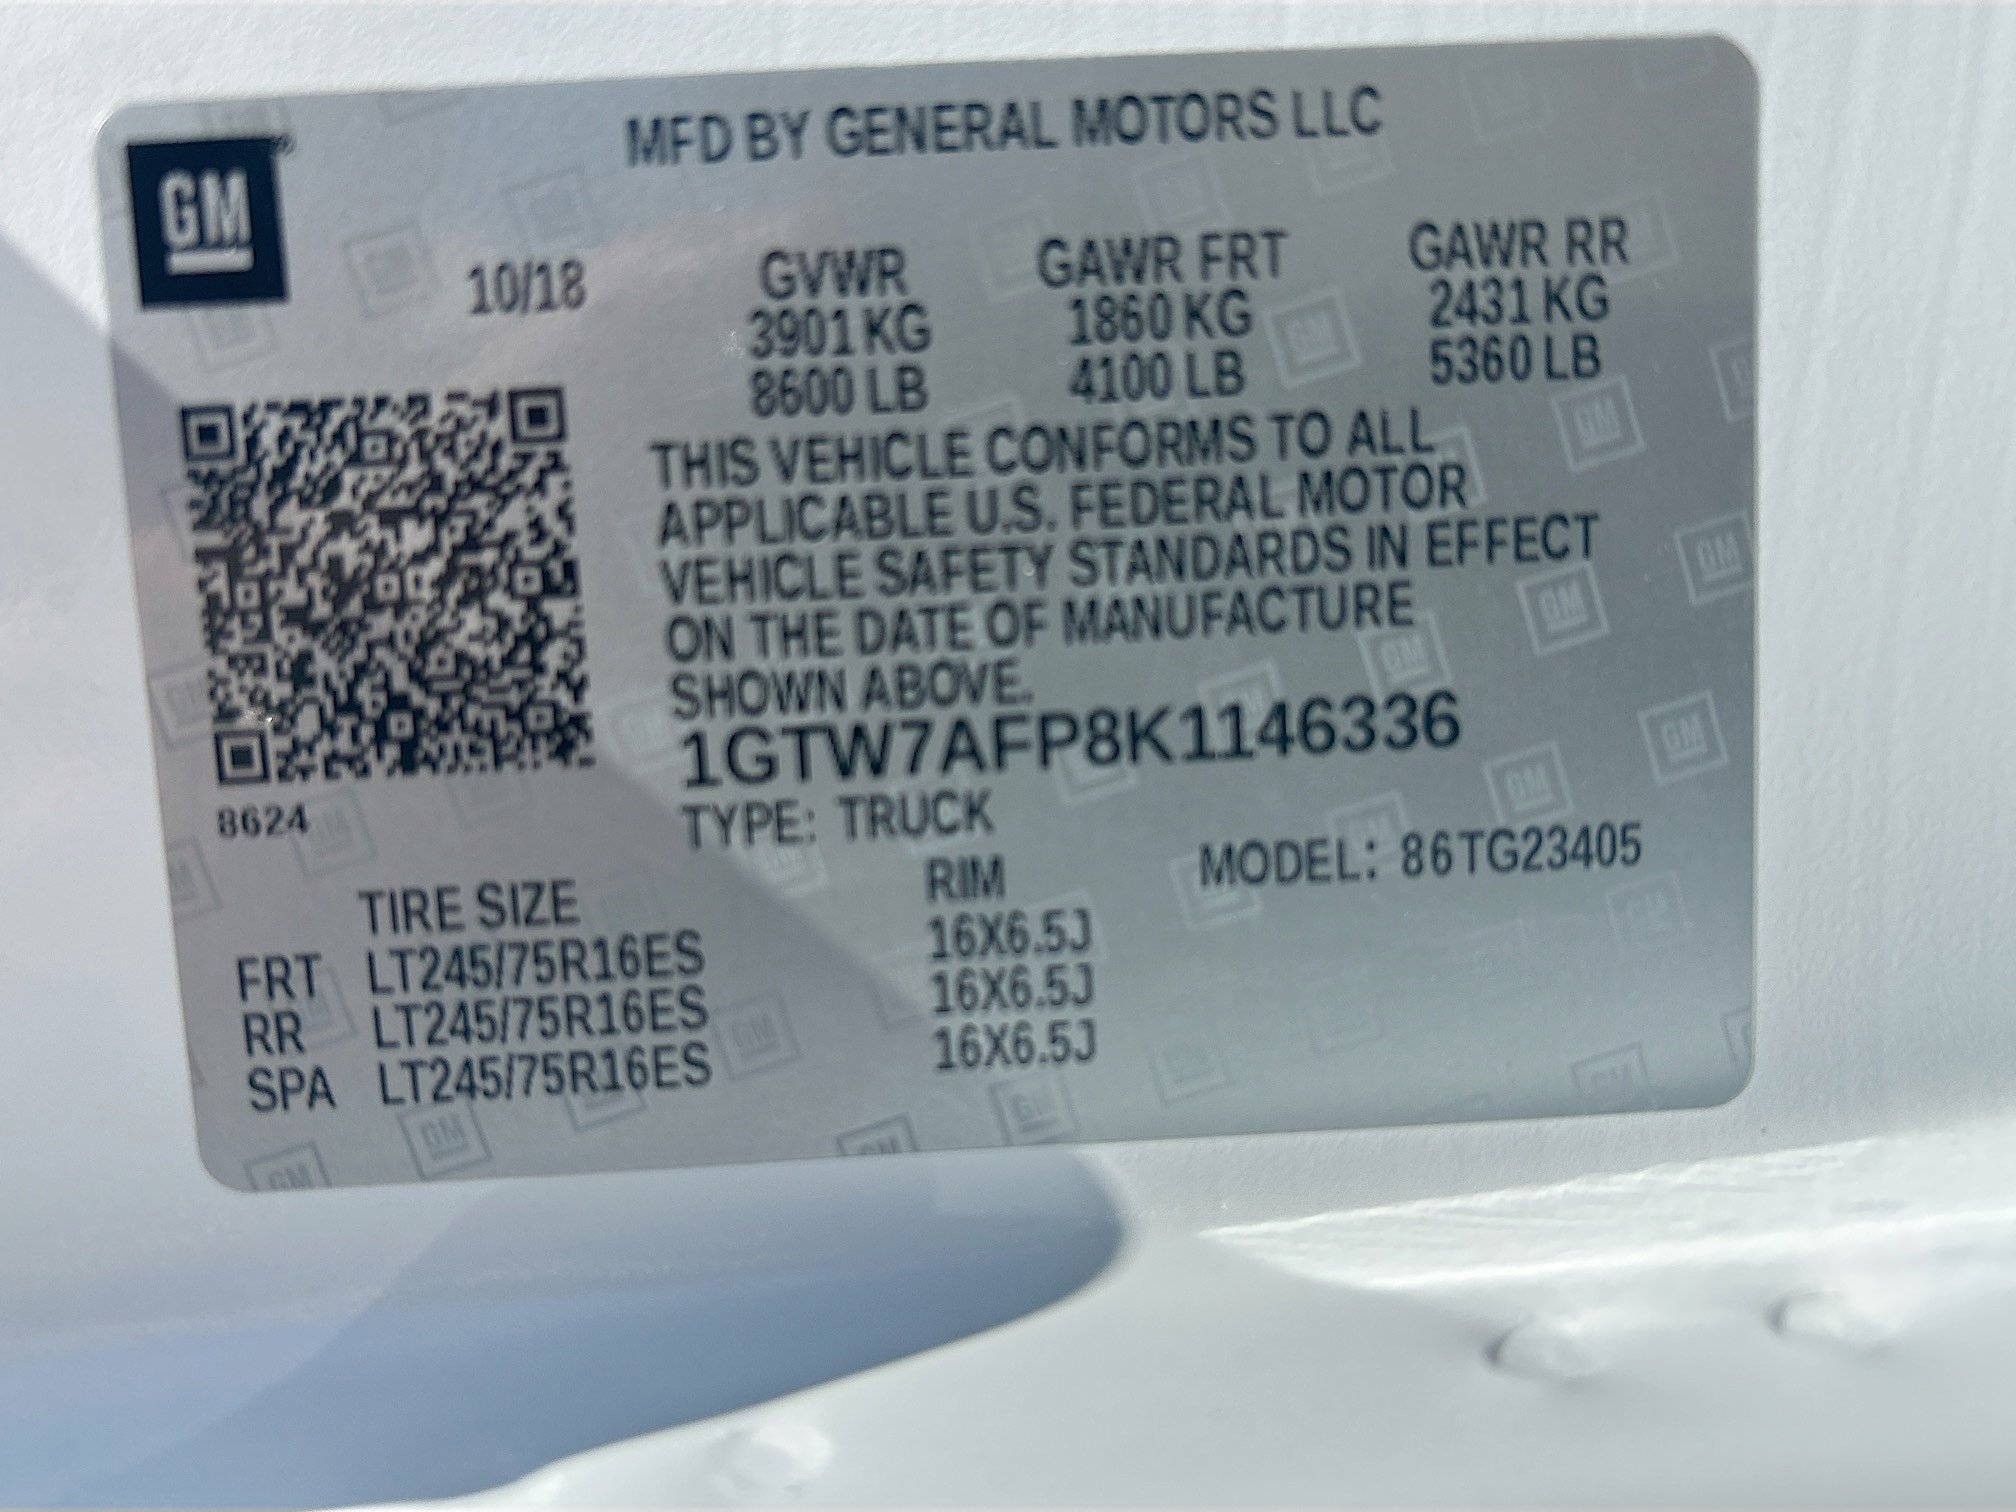 MFD BY GENERAL MOTORS LLC
GM
10/18
GVWR GAWR FRT GAWR RR
3901 KG 1860 KG 2431 KG
8600 LB 4100 LB 5360 LB
THIS VEHICLE CONFORMS TO ALL
APPLICABLE U.S. FEDERAL MOTOR
VEHICLE SAFETY STANDARDS IN EFFECT
ON THE DATE OF MANUFACTURE
SHOWN ABOVE.
1GTW7AFP8K1146336
8624
TYPE: TRUCK
MODEL: 86TG23405
TIRE SIZE RIM
FRT LT245/75R16ES 16X6.5J
RR LT245/75R16ES 16X6.5J
SPA LT245/75R16ES 16X6.5J